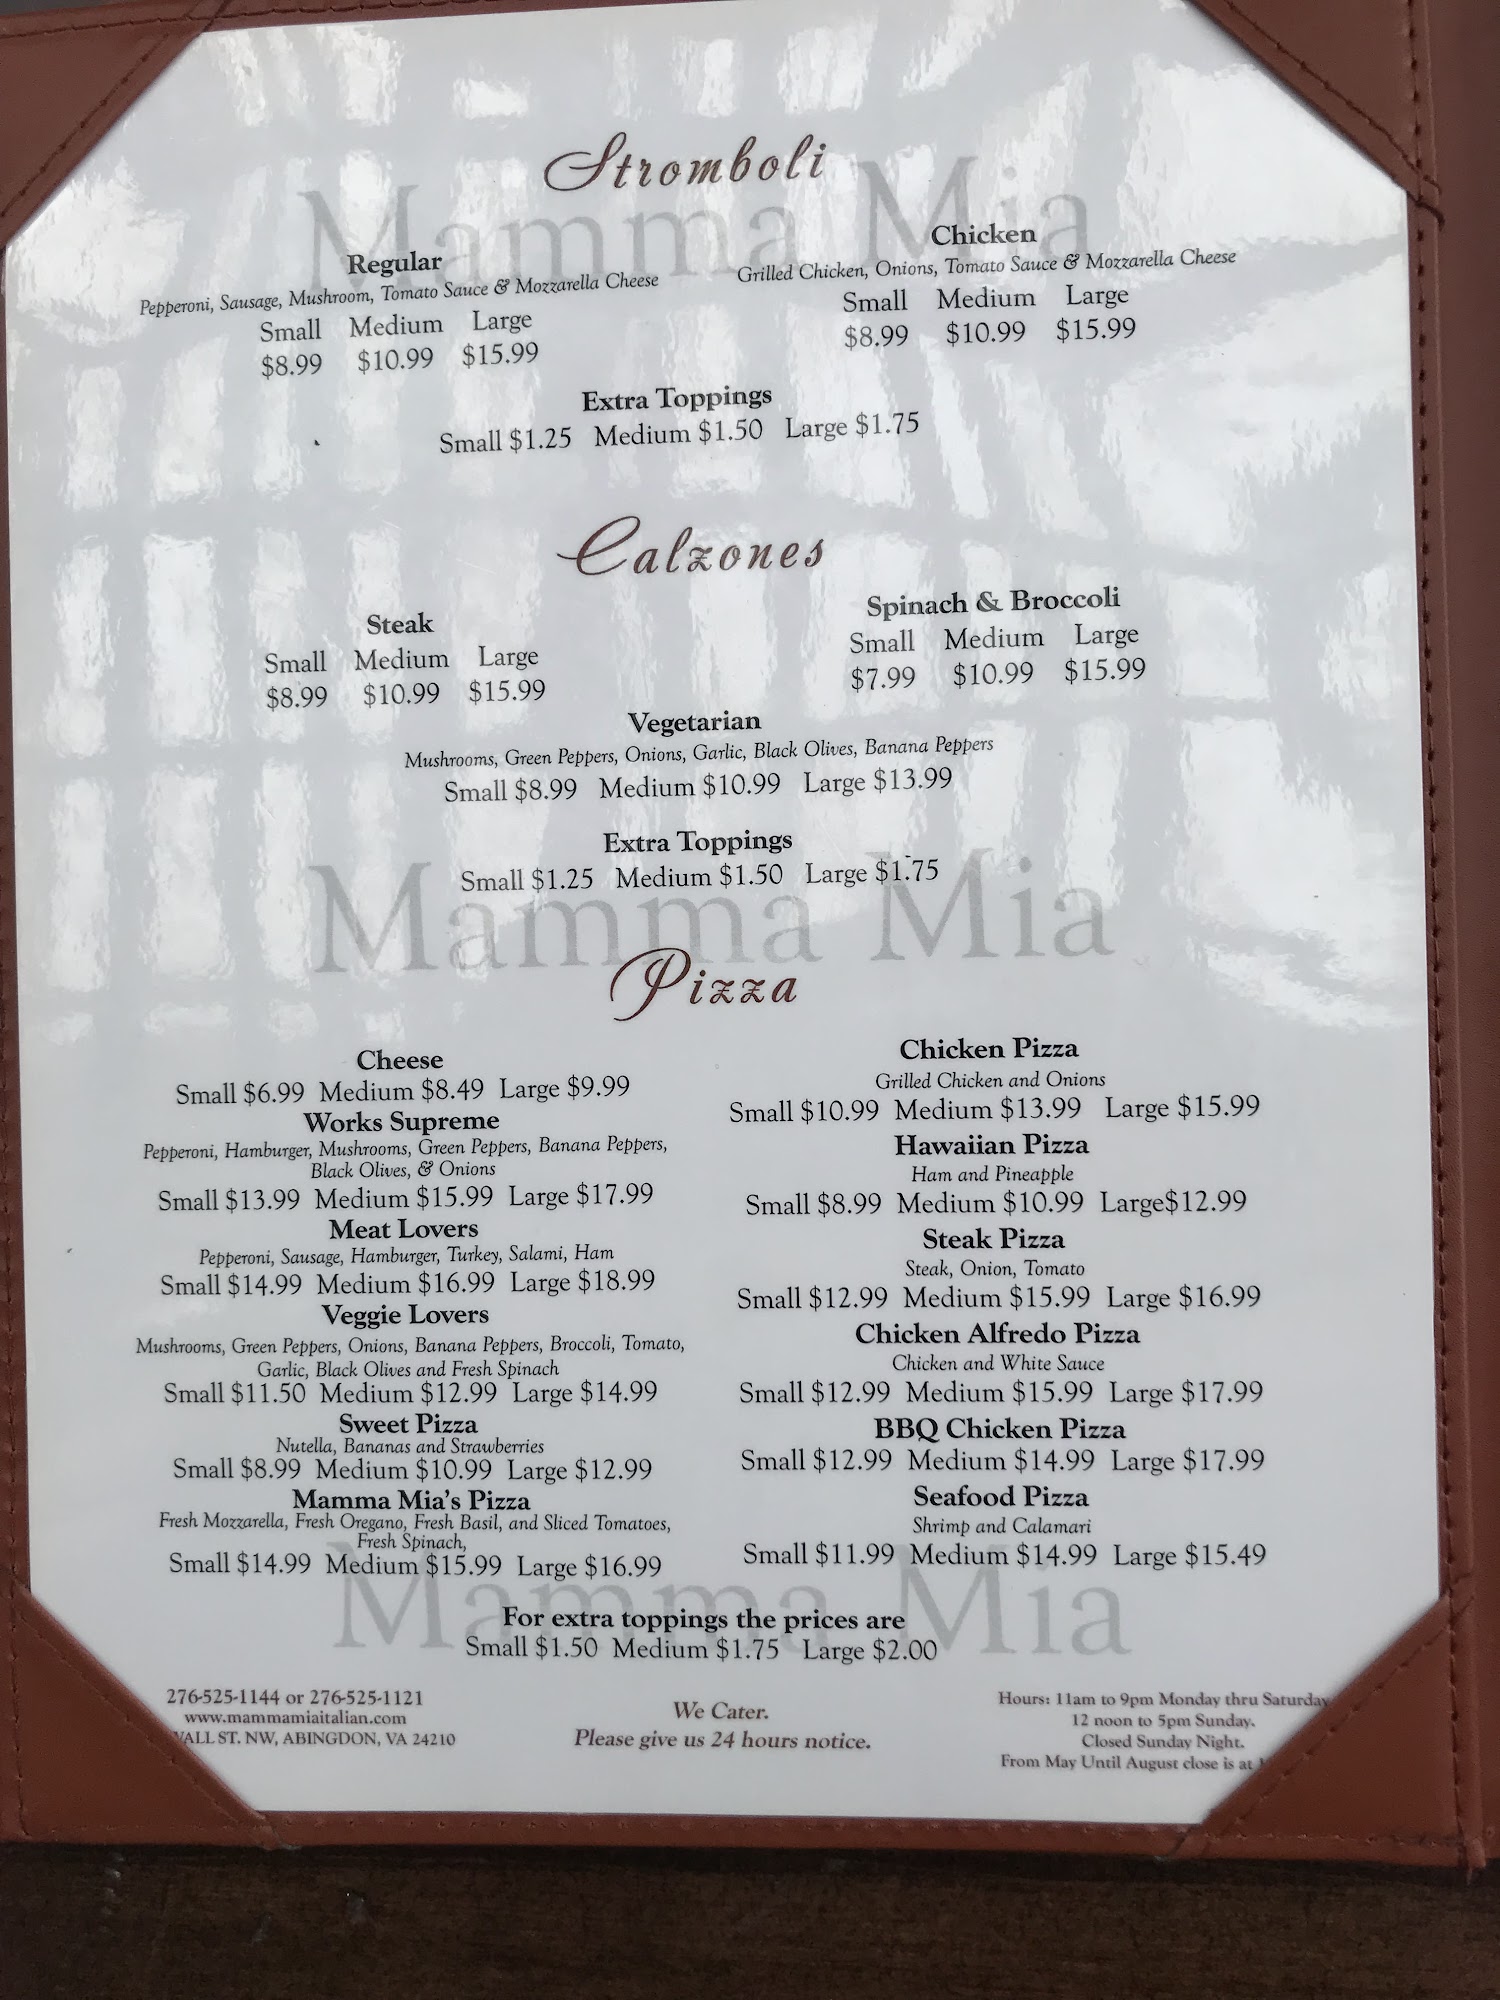 Mamma Mia
Stromboli
Regular
Pepperoni, Sausage, Mushroom, Tomato Sauce & Mozzarella Cheese
Small Medium Large
$8.99 $10.99 $15.99
Chicken
Grilled Chicken, Onions, Tomato Sauce & Mozzarella Cheese
Small Medium Large
$8.99 $10.99 $15.99
Extra Toppings
Small $1.25 Medium $1.50 Large $1.75
Calzones
Steak
Small Medium Large
$8.99 $10.99 $15.99
Spinach & Broccoli
Small Medium Large
$7.99 $10.99 $15.99
Vegetarian
Mushrooms, Green Peppers, Onions, Garlic, Black Olives, Banana Peppers
Small $8.99 Medium $10.99 Large $13.99
Extra Toppings
Small $1.25 Medium $1.50 Large $1.75
Mamma Mia
Pizza
Cheese
Small $6.99 Medium $8.49 Large $9.99
Works Supreme
Pepperoni, Hamburger, Mushrooms, Green Peppers, Banana Peppers,
Black Olives, & Onions
Small $13.99 Medium $15.99 Large $17.99
Meat Lovers
Pepperoni, Sausage, Hamburger, Turkey, Salami, Ham
Small $14.99 Medium $16.99 Large $18.99
Veggie Lovers
Mushrooms, Green Peppers, Onions, Banana Peppers, Broccoli, Tomato,
Garlic, Black Olives and Fresh Spinach
Small $11.50 Medium $12.99 Large $14.99
Sweet Pizza
Nutella, Bananas and Strawberries
Small $8.99 Medium $10.99 Large $12.99
Mamma Mia's Pizza
Fresh Mozzarella, Fresh Oregano, Fresh Basil, and Sliced Tomatoes,
Fresh Spinach,
Small $14.99 Medium $15.99 Large $16.99
Chicken Pizza
Grilled Chicken and Onions
Small $10.99 Medium $13.99 Large $15.99
Hawaiian Pizza
Ham and Pineapple
Small $8.99 Medium $10.99 Large$12.99
Steak Pizza
Steak, Onion, Tomato
Small $12.99 Medium $15.99 Large $16.99
Chicken Alfredo Pizza
Chicken and White Sauce
Small $12.99 Medium $15.99 Large $17.99
BBQ Chicken Pizza
Small $12.99 Medium $14.99 Large $17.99
Seafood Pizza
Shrimp and Calamari
Small $11.99 Medium $14.99 Large $15.49
Mamma Mia
For extra toppings the prices are
Small $1.50 Medium $1.75 Large $2.00
276-525-1144 or 276-525-1121
www.mammamiaitalian.com
ST. NW, ABINGDON, VA 24210
We Cater.
Please give us 24 hours notice.
Hours: 11am to 9pm Monday thru Saturday
12 noon to 5pm Sunday.
Closed Sunday Night.
From May Until August close is at